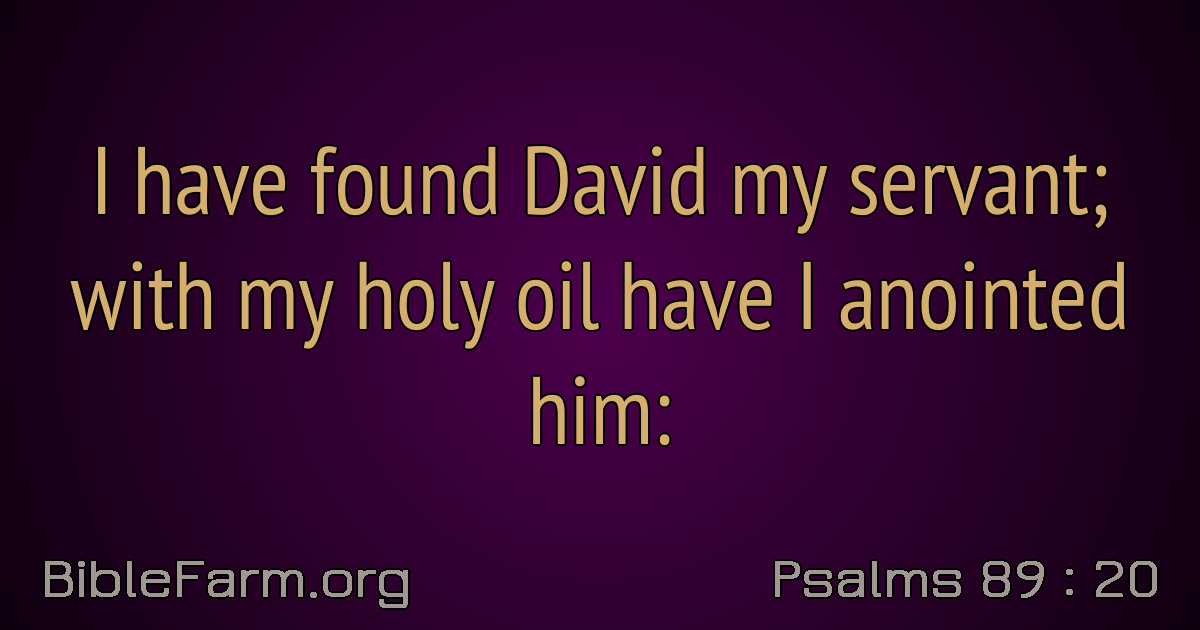 I have found David my servant;
with my holy oil have I anointed
him:
BibleFarm.org
Psalms 89 : 20